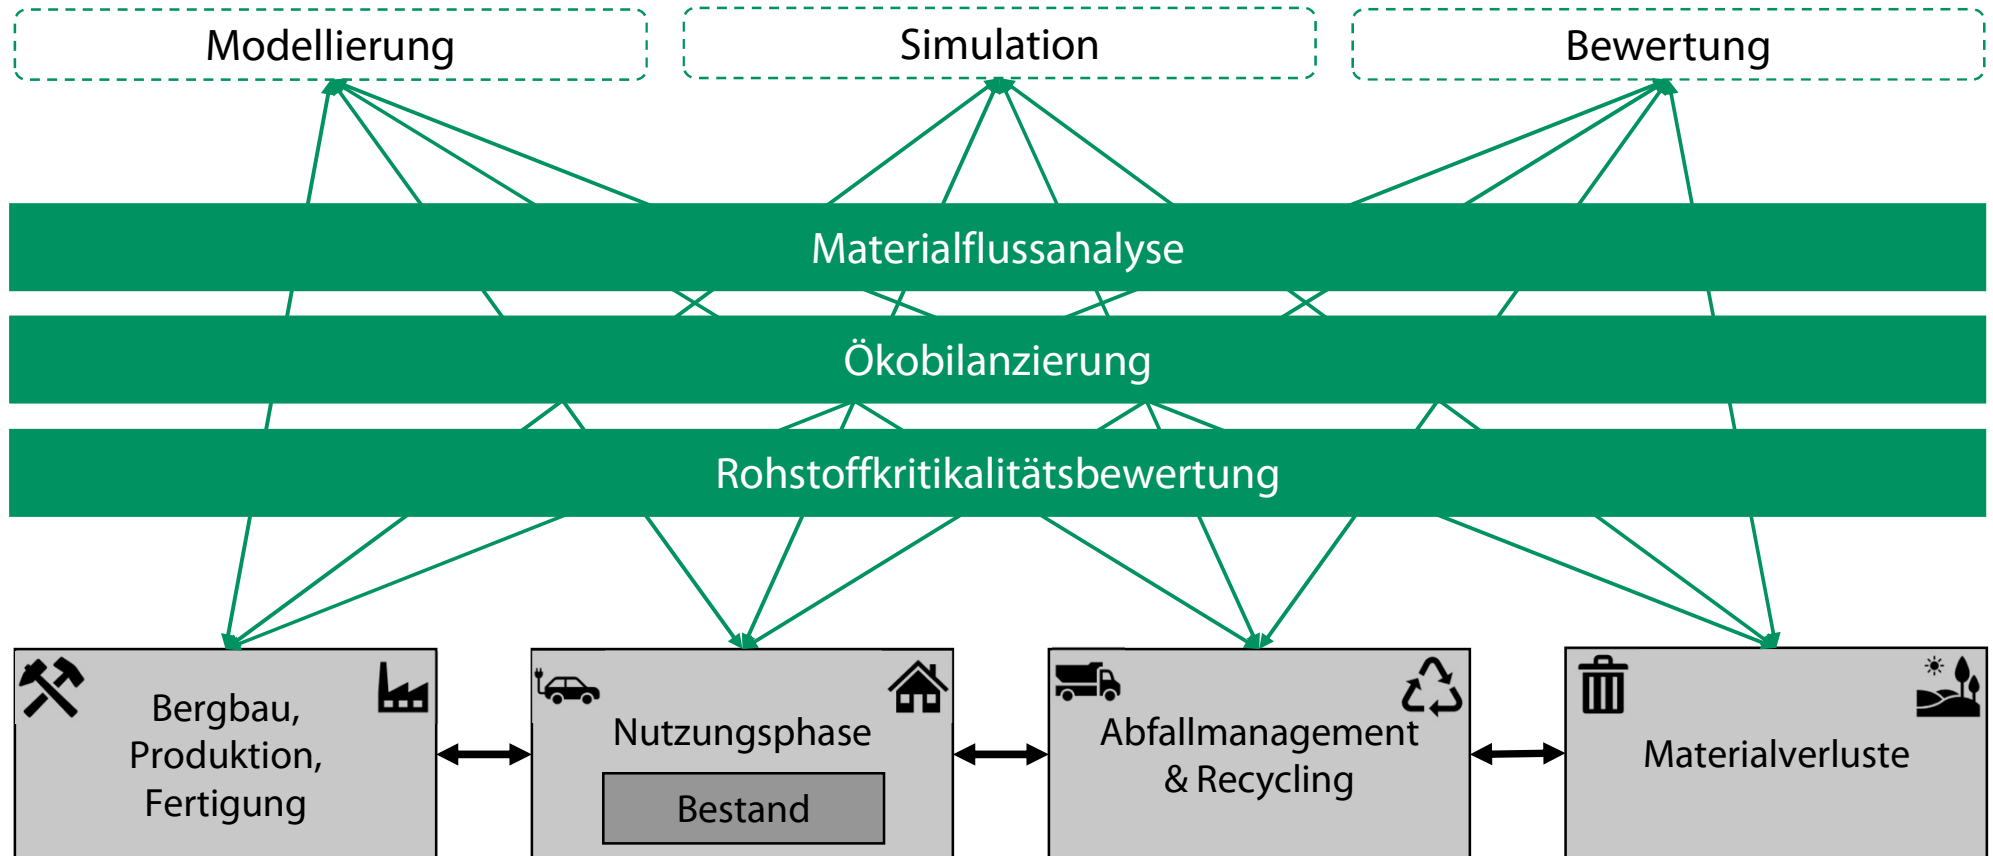 Modellierung
Simulation
Bewertung
Materialflussanalyse
Ökobilanzierung
Rohstoffkritikalitätsbewertung
Bergbau,
Produktion,
Fertigung
Nutzungsphase
Bestand
Abfallmanagement
& Recycling
Materialverluste